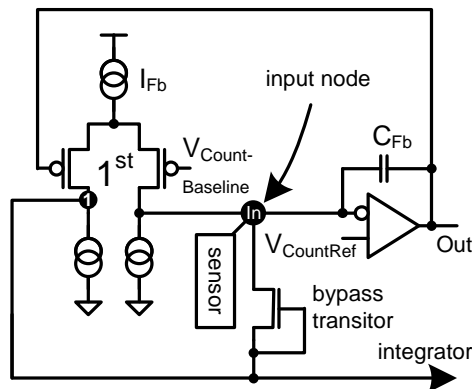 I_Fb
input node
1st
V_Count-
Baseline
C_Fb
1
In
V_CountRef
Out
sensor
bypass
transitor
integrator